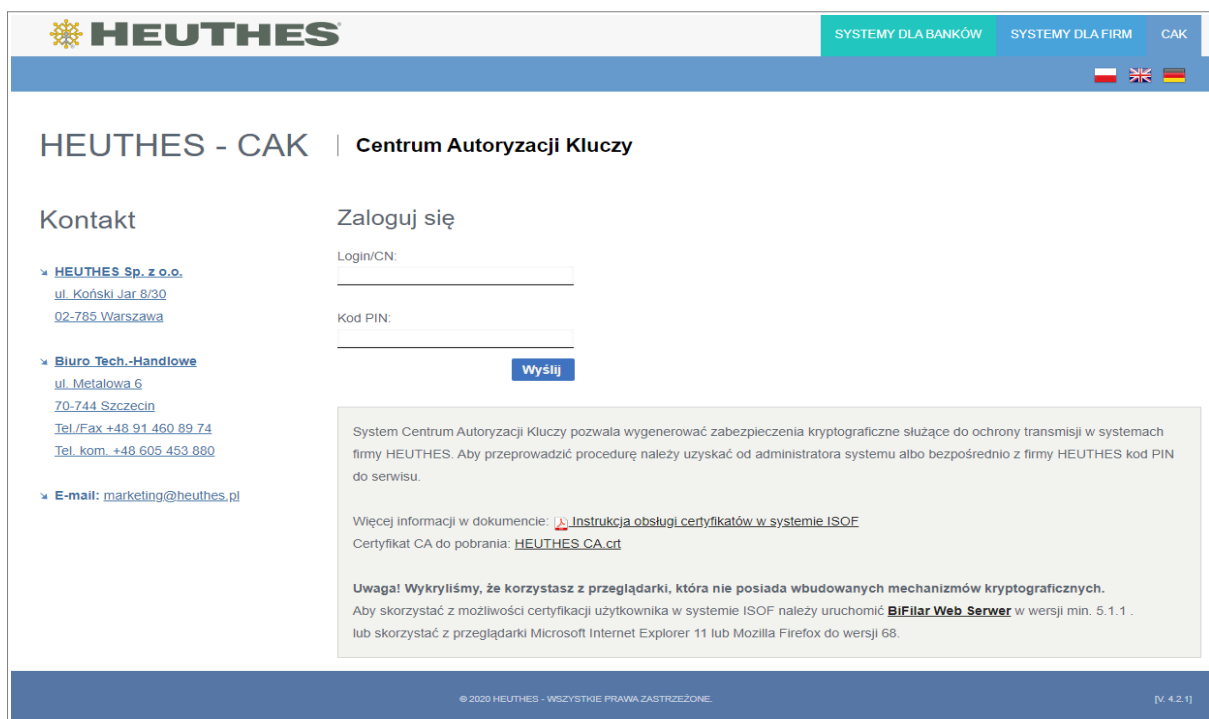 HEUTHES
SYSTEMY DLA BANKÓW
SYSTEMY DLA FIRM
CAK
HEUTHES - CAK | Centrum Autoryzacji Kluczy
Kontakt
HEUTHES Sp. z o.o.
ul. Koński Jar 8/30
02-785 Warszawa
Biuro Tech.-Handlowe
ul. Metalowa 6
70-744 Szczecin
Tel./Fax +48 91 460 89 74
Tel. kom. +48 605 453 880
E-mail: marketing@heuthes.pl
Zaloguj się
Login/CN:
Kod PIN:
Wyślij
System Centrum Autoryzacji Kluczy pozwala wygenerować zabezpieczenia kryptograficzne służące do ochrony transmisji w systemach
firmy HEUTHES. Aby przeprowadzić procedurę należy uzyskać od administratora systemu albo bezpośrednio z firmy HEUTHES kod PIN
do serwisu.
Więcej informacji w dokumencie: Instrukcja obsługi certyfikatów w systemie ISOF
Certyfikat CA do pobrania: HEUTHES CA.crt
Uwaga! Wykryliśmy, że korzystasz z przeglądarki, która nie posiada wbudowanych mechanizmów kryptograficznych.
Aby skorzystać z możliwości certyfikacji użytkownika w systemie ISOF należy uruchomić BiFilar Web Serwer w wersji min. 5.1.1 .
lub skorzystać z przeglądarki Microsoft Internet Explorer 11 lub Mozilla Firefox do wersji 68.
© 2020 HEUTHES - WSZYSTKIE PRAWA ZASTRZEŻONE.
[V. 4.2.1]